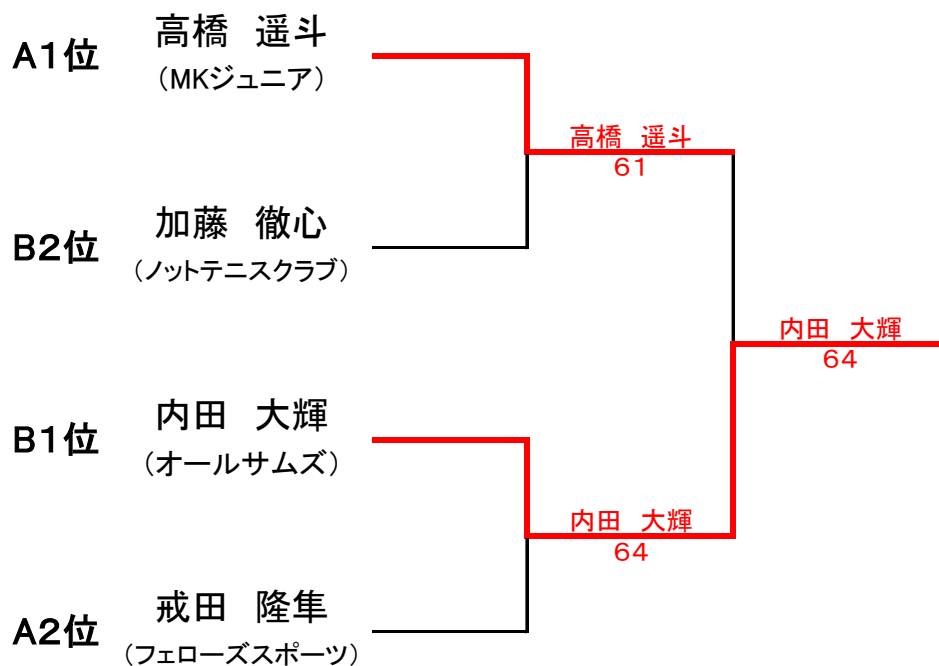 A1位 高橋 遥斗
(MKジュニア)
高橋 遥斗
61
B2位 加藤 徹心
(ノットテニスクラブ)
内田 大輝
64
B1位 内田 大輝
(オールサムズ)
内田 大輝
64
A2位 戒田 隆隼
(フェローズスポーツ)